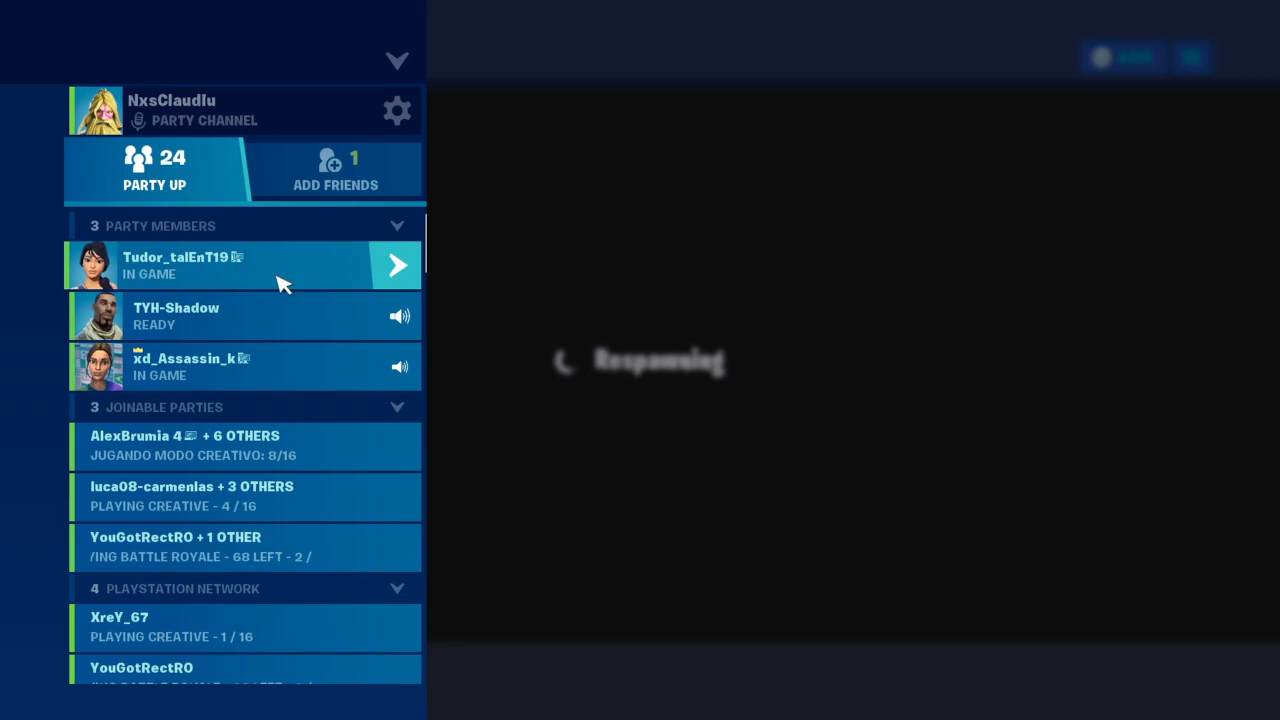 NxsClaudiu
PARTY CHANNEL
24
PARTY UP
1
ADD FRIENDS
3 PARTY MEMBERS
Tudor_talEnT19
IN GAME
TYH-Shadow
READY
xd_Assassin_k
IN GAME
3 JOINABLE PARTIES
AlexBrumia 4 + 6 OTHERS
JUGANDO MODO CREATIVO: 8/16
luca08-carmenlas + 3 OTHERS
PLAYING CREATIVE - 4 / 16
YouGotRectRO + 1 OTHER
/ING BATTLE ROYALE - 68 LEFT - 2 /
4 PLAYSTATION NETWORK
XreY_67
PLAYING CREATIVE - 1 / 16
YouGotRectRO
Respawning